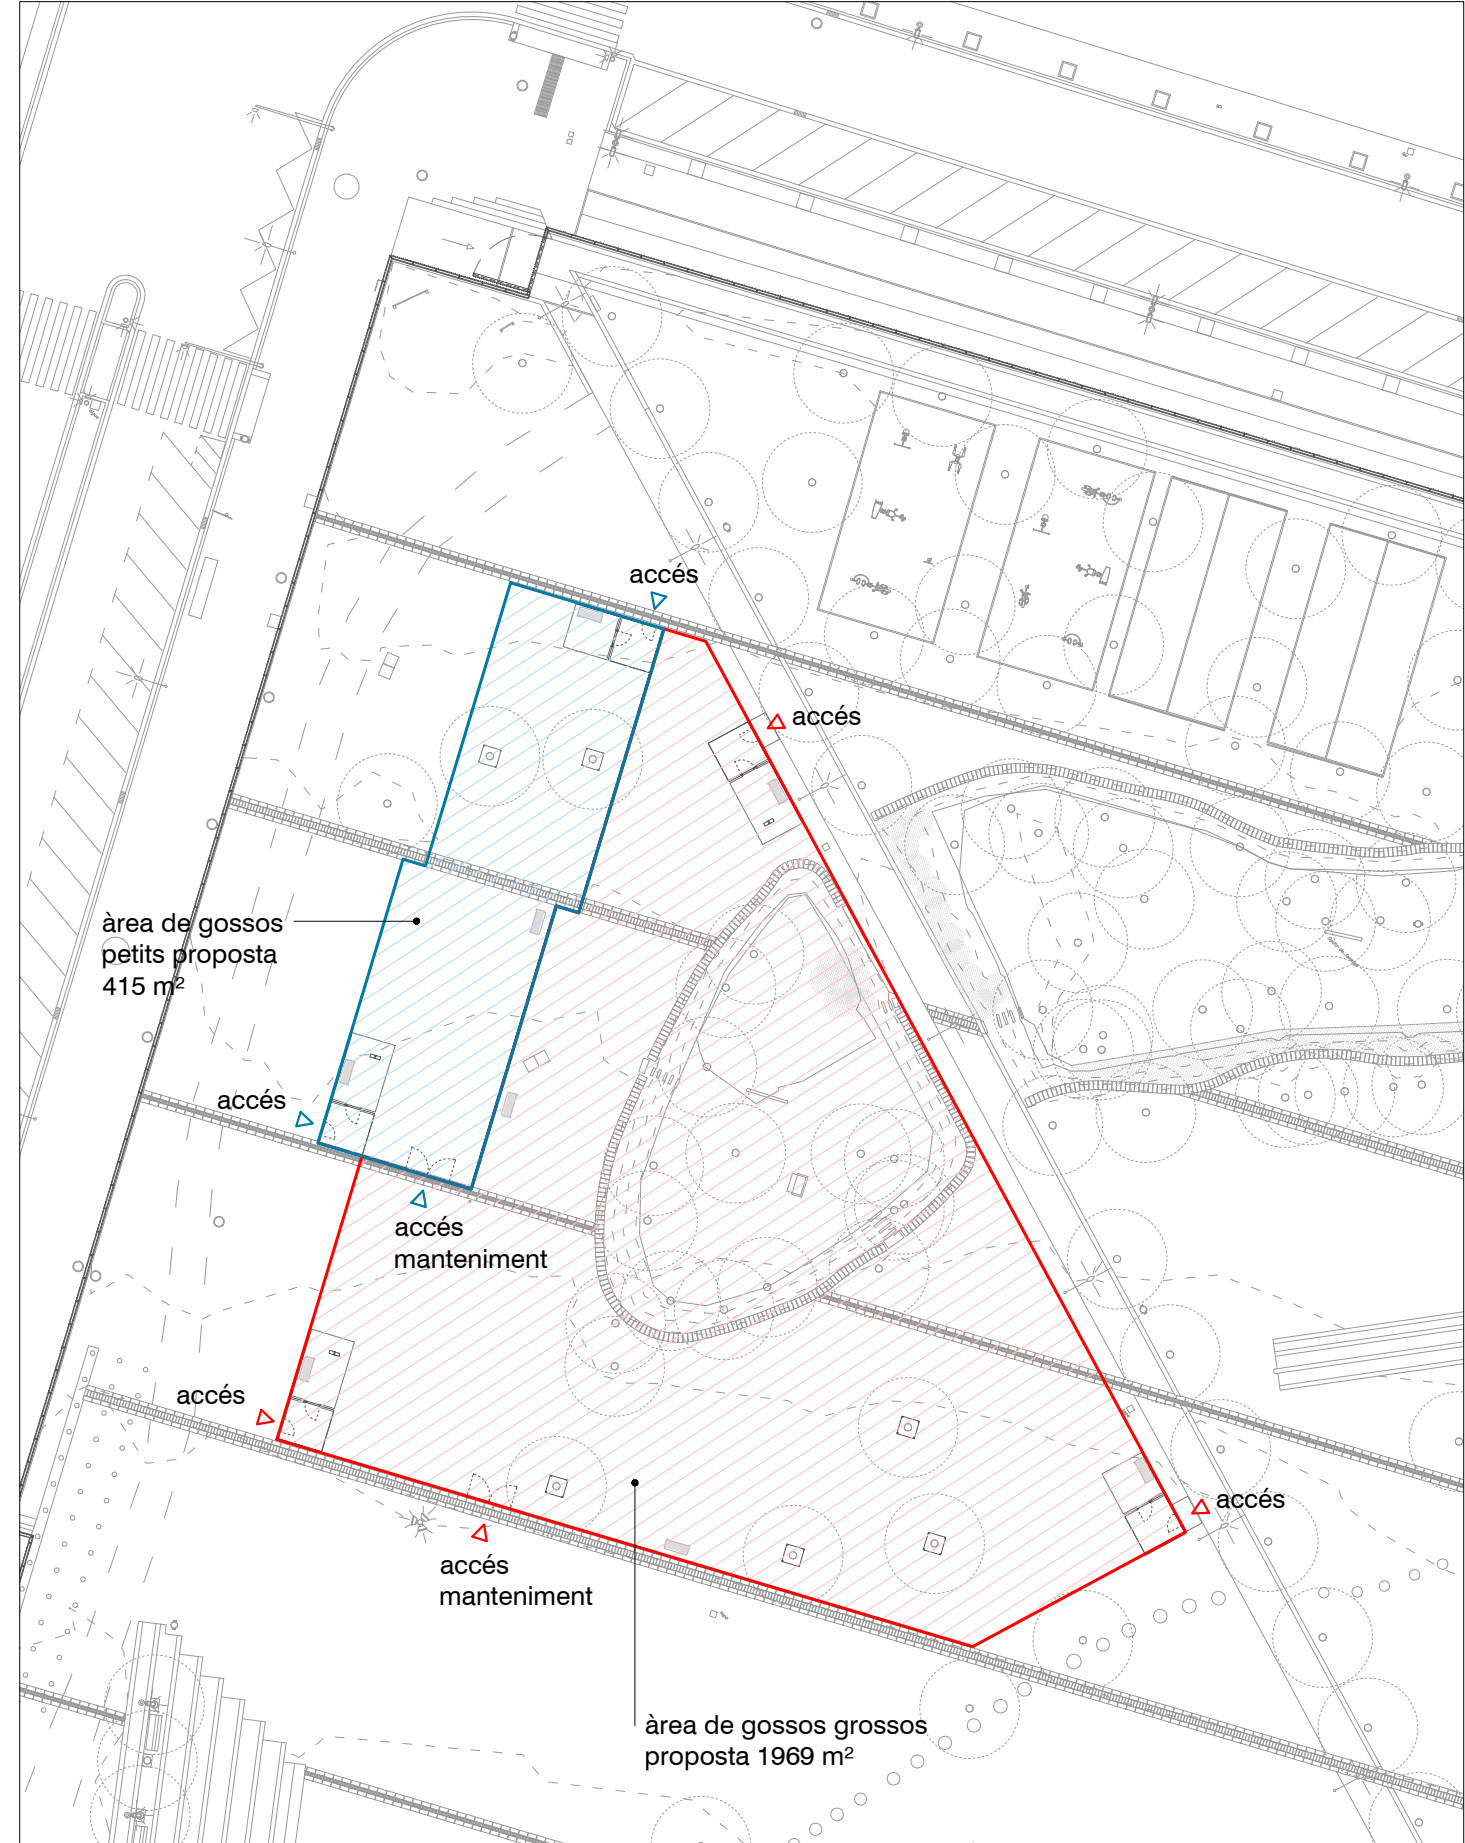 accés
accés
àrea de gossos
petits proposta
415 m²
accés
accés
manteniment
accés
accés
accés
manteniment
àrea de gossos grossos
proposta 1969 m²